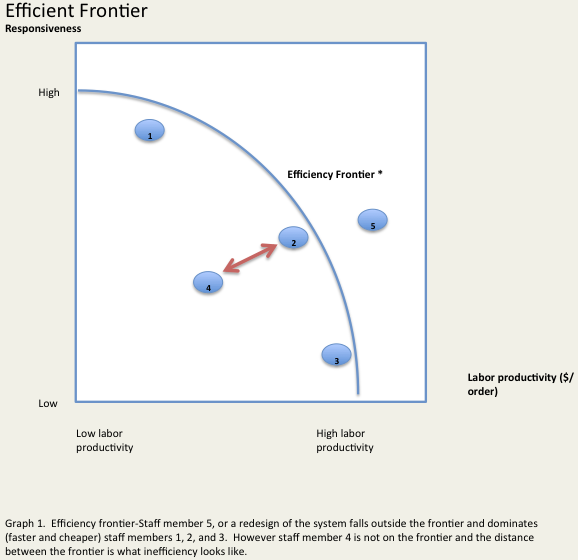 Efficient Frontier
Responsiveness
High
1
Efficiency Frontier *
5
2
4
3
Labor productivity ($/
order)
Low
Low labor
productivity
High labor
productivity
Graph 1.  Efficiency frontier-Staff member 5, or a redesign of the system falls outside the frontier and dominates
(faster and cheaper) staff members 1, 2, and 3.  However staff member 4 is not on the frontier and the distance
between the frontier is what inefficiency looks like.